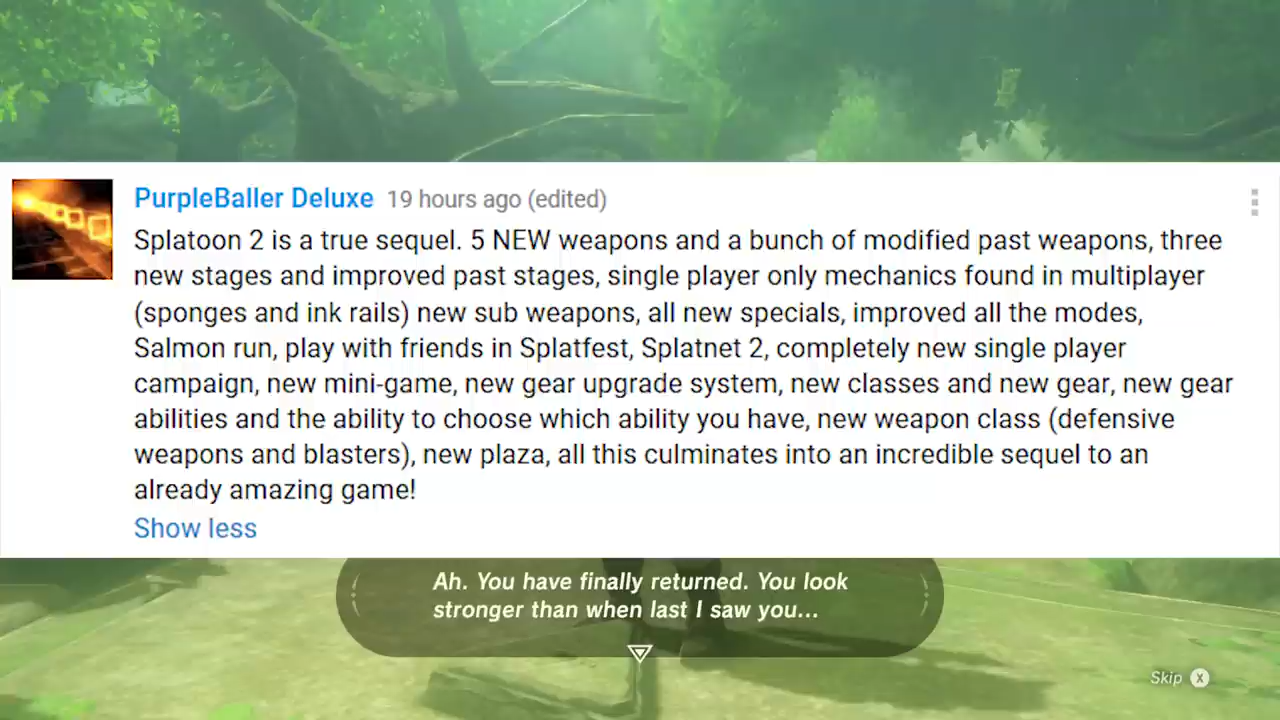 PurpleBaller Deluxe 19 hours ago (edited)
Splatoon 2 is a true sequel. 5 NEW weapons and a bunch of modified past weapons, three
new stages and improved past stages, single player only mechanics found in multiplayer
(sponges and ink rails) new sub weapons, all new specials, improved all the modes,
Salmon run, play with friends in Splatfest, Splatnet 2, completely new single player
campaign, new mini-game, new gear upgrade system, new classes and new gear, new gear
abilities and the ability to choose which ability you have, new weapon class (defensive
weapons and blasters), new plaza, all this culminates into an incredible sequel to an
already amazing game!
Show less
Ah. You have finally returned. You look
stronger than when last I saw you...
Skip X